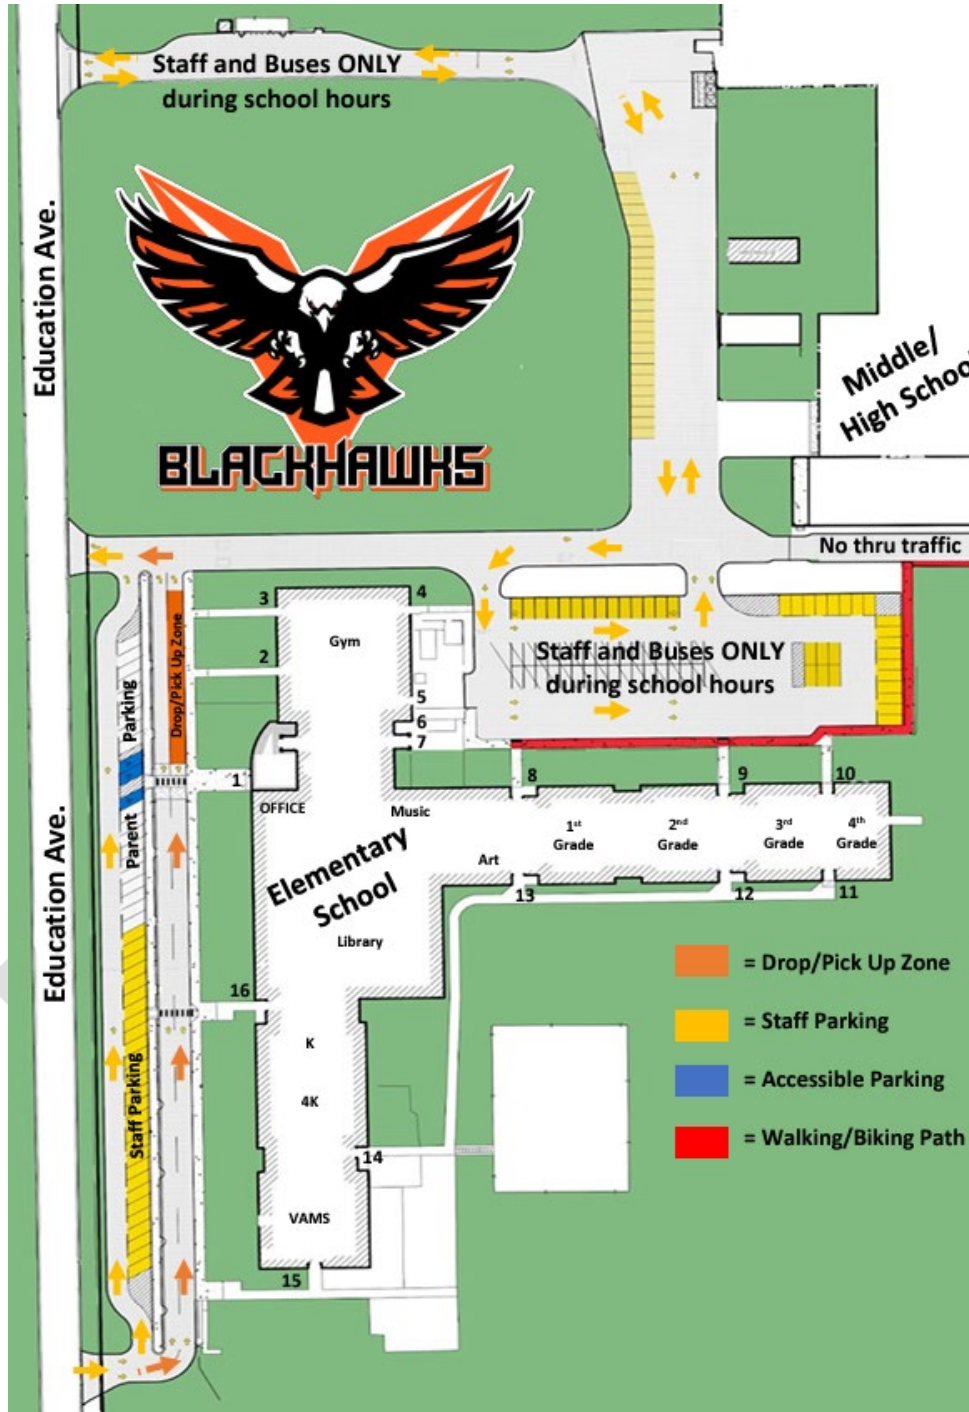 Staff and Buses ONLY
during school hours
Education Ave.
BLACKHAWKS
Middle/
High School
No thru traffic
3
4
Gym
2
Drop/Pick Up Zone
Parking
Staff and Buses ONLY
during school hours
5
6
7
1
8
9
10
OFFICE
Music
Parent
1st
Grade
2nd
Grade
3rd
Grade
4th
Grade
Elementary
School
Art
13
12
11
Education Ave.
Library
= Drop/Pick Up Zone
16
= Staff Parking
K
= Accessible Parking
4K
Staff Parking
= Walking/Biking Path
14
VAMS
15